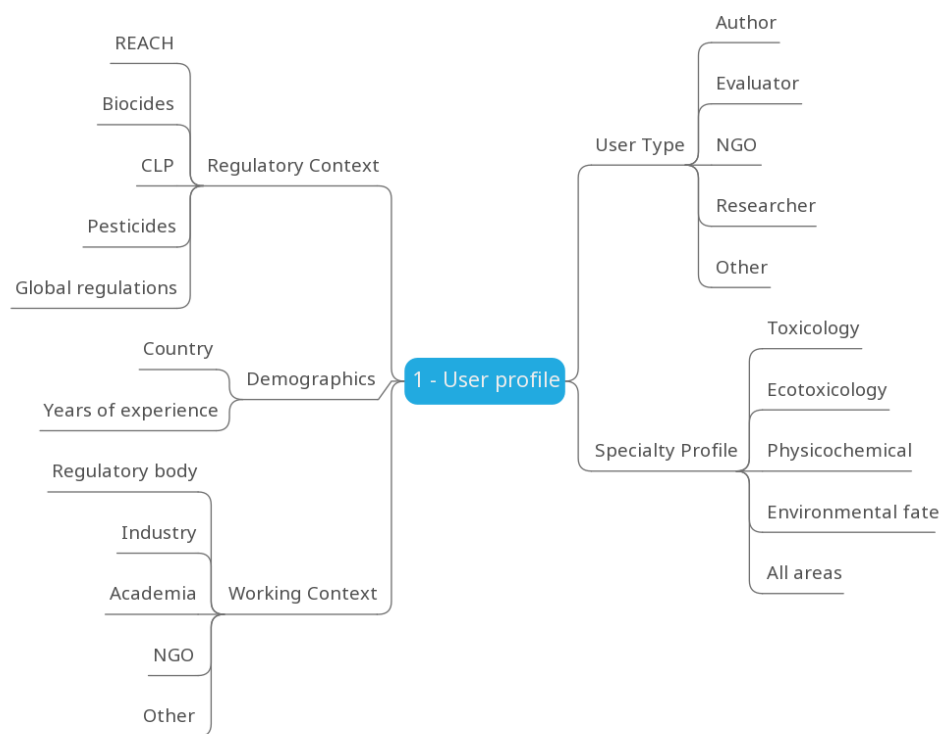 1 - User profile
Regulatory Context
REACH
Biocides
CLP
Pesticides
Global regulations
Demographics
Country
Years of experience
Working Context
Regulatory body
Industry
Academia
NGO
Other
User Type
Author
Evaluator
NGO
Researcher
Other
Specialty Profile
Toxicology
Ecotoxicology
Physicochemical
Environmental fate
All areas